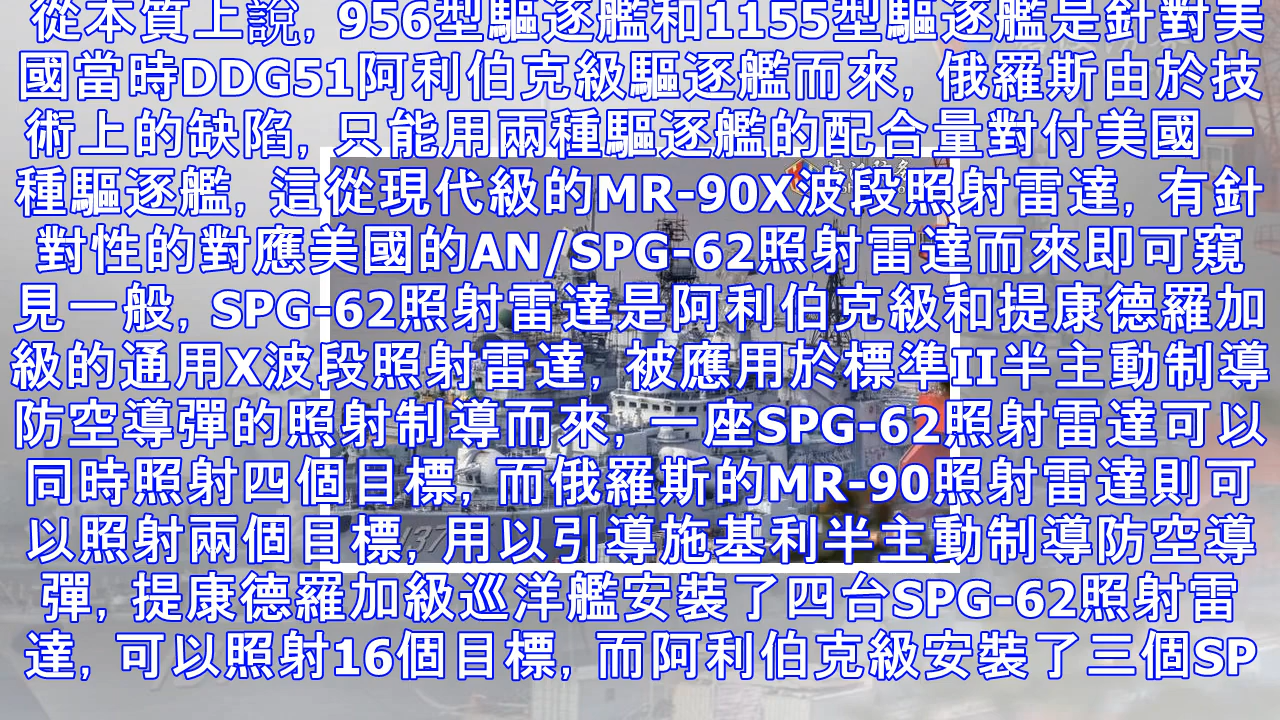 從本質上說, 956型驅逐艦和1155型驅逐艦是針對美
國當時DDG51阿利伯克級驅逐艦而來, 俄羅斯由於技
術上的缺陷, 只能用兩種驅逐艦的配合量對付美國一
種驅逐艦, 這從現代級的MR-90X波段照射雷達, 有針
對性的對應美國的AN/SPG-62照射雷達而來即可窺
見一般, SPG-62照射雷達是阿利伯克級和提康德羅加
級的通用X波段照射雷達, 被應用於標準II半主動制導
防空導彈的照射制導而來, 一座SPG-62照射雷達可以
同時照射四個目標, 而俄羅斯的MR-90照射雷達則可
以照射兩個目標, 用以引導施基利半主動制導防空導
彈, 提康德羅加級巡洋艦安裝了四台SPG-62照射雷
達, 可以照射16個目標, 而阿利伯克級安裝了三個SP
137